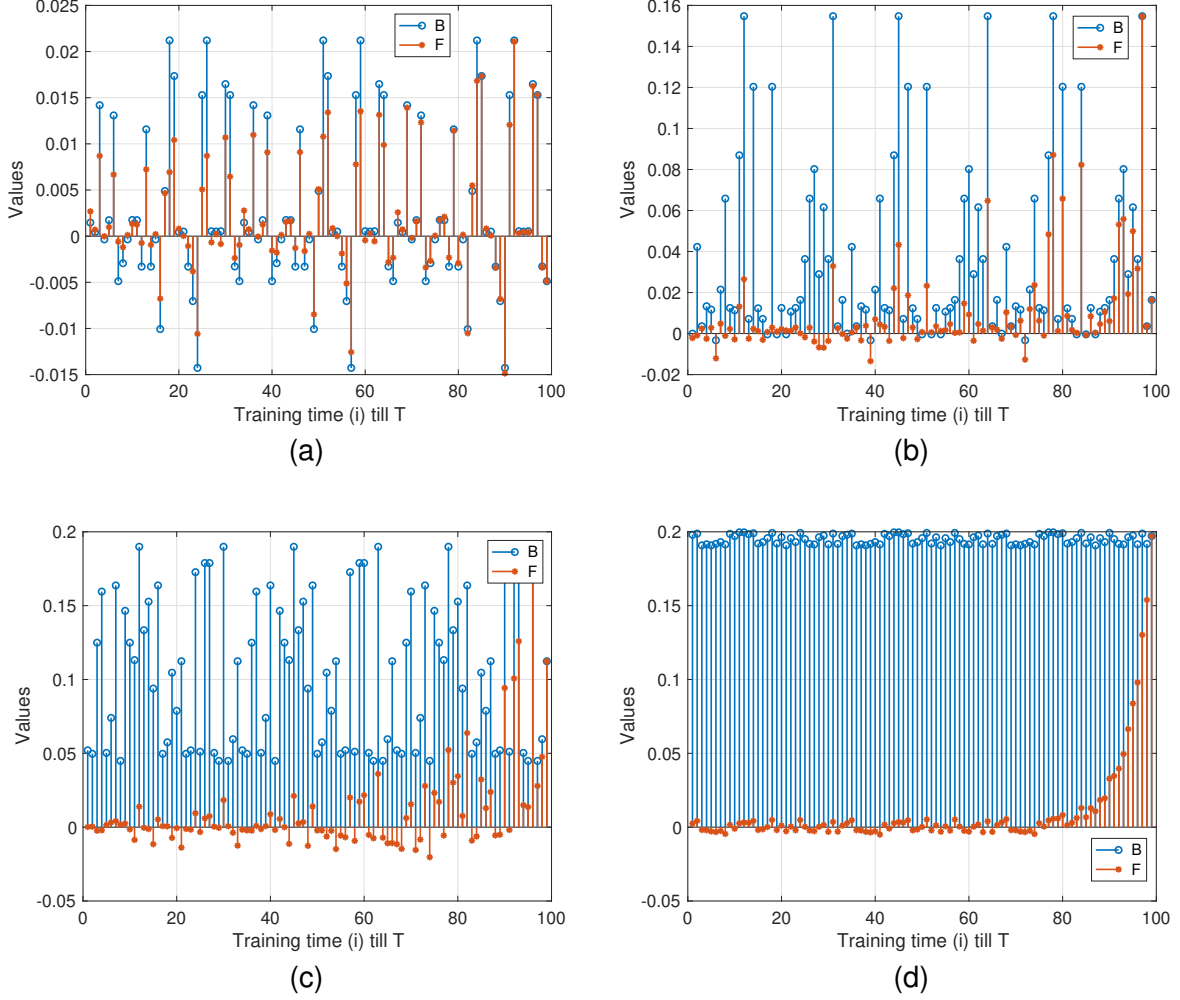 0.025
0.02
0.015
0.01
0.005
0
-0.005
-0.01
-0.015
Values
B
F
0 20 40 60 80 100
Training time (i) till T
(a)
0.16
0.14
0.12
0.1
0.08
0.06
0.04
0.02
0
-0.02
Values
B
F
0 20 40 60 80 100
Training time (i) till T
(b)
0.2
0.15
0.1
0.05
0
-0.05
Values
B
F
0 20 40 60 80 100
Training time (i) till T
(c)
0.2
0.15
0.1
0.05
0
-0.05
Values
B
F
0 20 40 60 80 100
Training time (i) till T
(d)